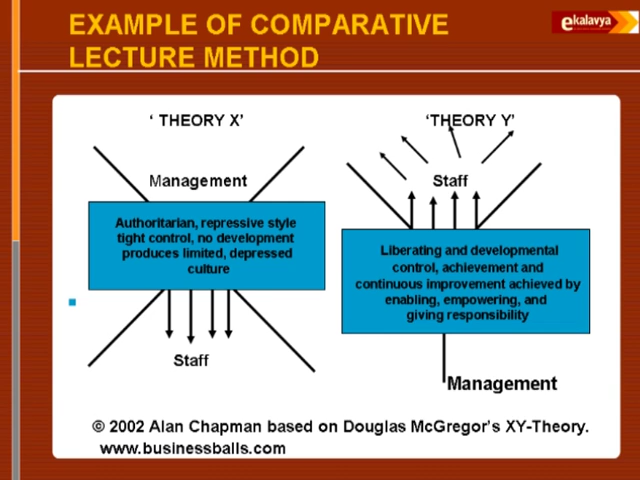 EXAMPLE OF COMPARATIVE
LECTURE METHOD
ekalavya
‘ THEORY X’
Management
Authoritarian, repressive style
tight control, no development
produces limited, depressed
culture
Staff
‘THEORY Y’
Staff
Liberating and developmental
control, achievement and
continuous improvement achieved by
enabling, empowering, and
giving responsibility
Management
© 2002 Alan Chapman based on Douglas McGregor’s XY-Theory.
www.businessballs.com